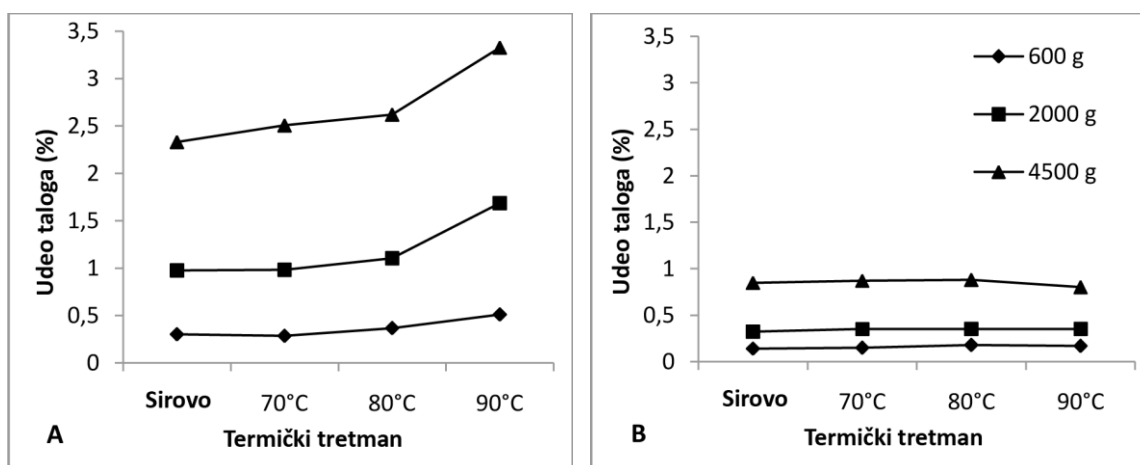 3,5
3
2,5
2
1,5
1
0,5
0
Udeo taloga (%)
Sirovo 70°C 80°C 90°C
A Termički tretman
3,5
3
2,5
2
1,5
1
0,5
0
Udeo taloga (%)
600 g
2000 g
4500 g
Sirovo 70°C 80°C 90°C
B Termički tretman